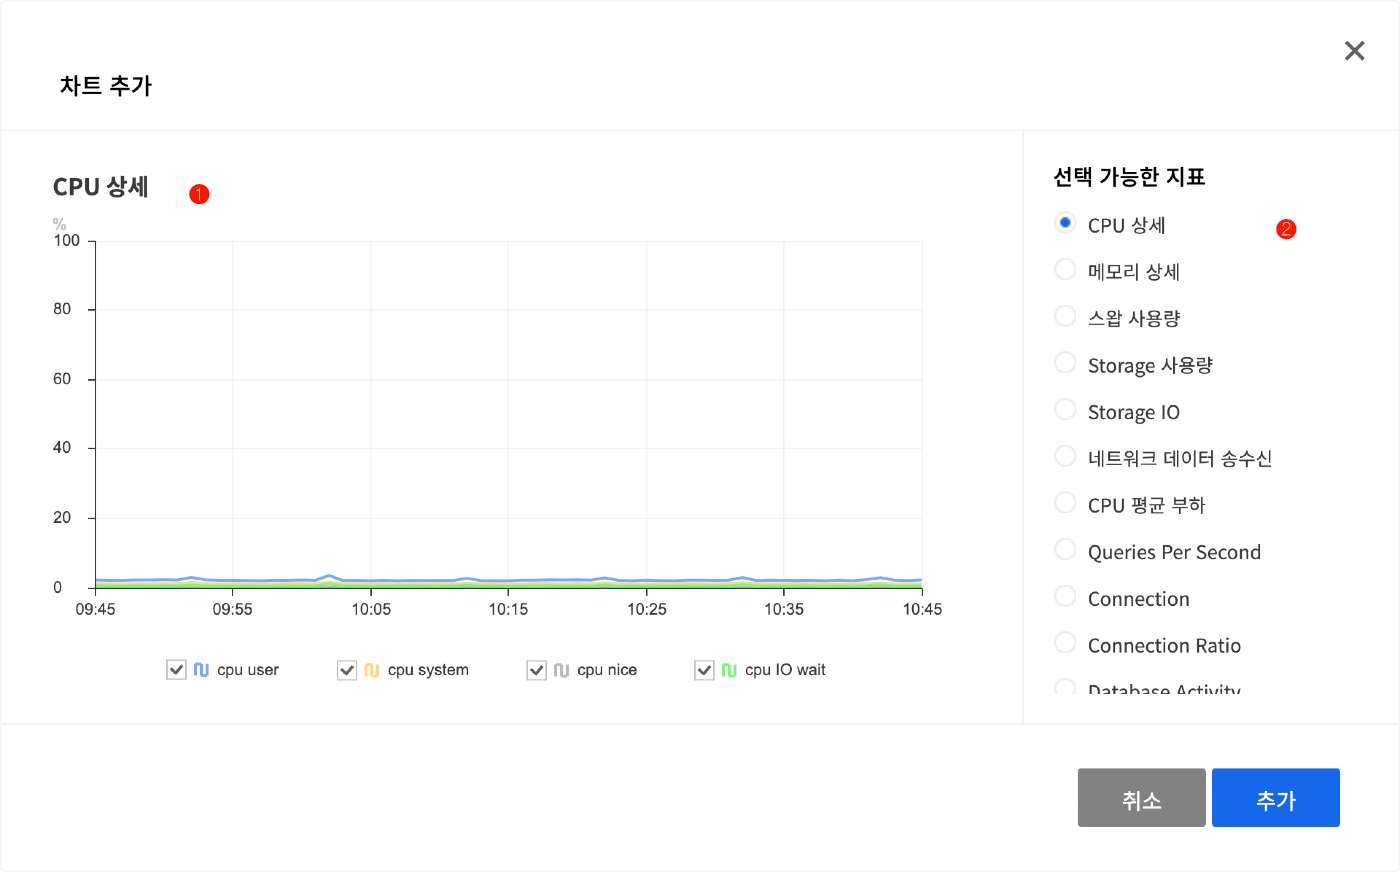 차트 추가
CPU 상세
1
%
100
80
60
40
20
0
09:45 09:55 10:05 10:15 10:25 10:35 10:45
cpu user cpu system cpu nice cpu IO wait
선택 가능한 지표
CPU 상세
2
메모리 상세
스왑 사용량
Storage 사용량
Storage IO
네트워크 데이터 송수신
CPU 평균 부하
Queries Per Second
Connection
Connection Ratio
Database Activity
취소 추가